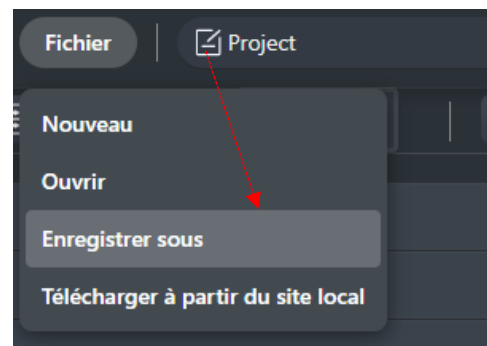 Fichier
Project
Nouveau
Ouvrir
Enregistrer sous
Télécharger à partir du site local